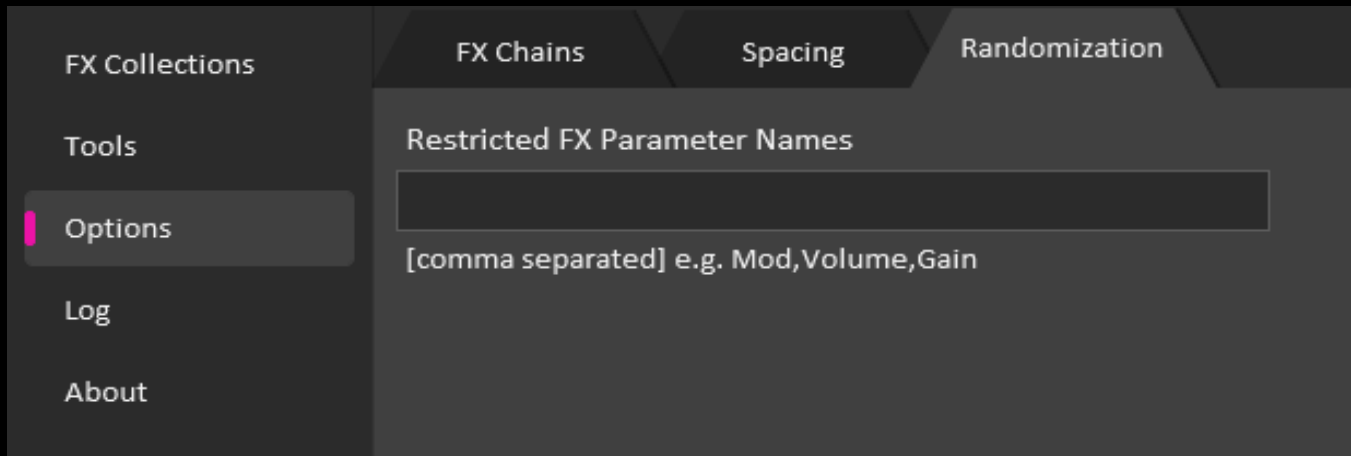 FX Collections
Tools
Options
Log
About
FX Chains Spacing Randomization
Restricted FX Parameter Names
[comma separated] e.g. Mod,Volume,Gain